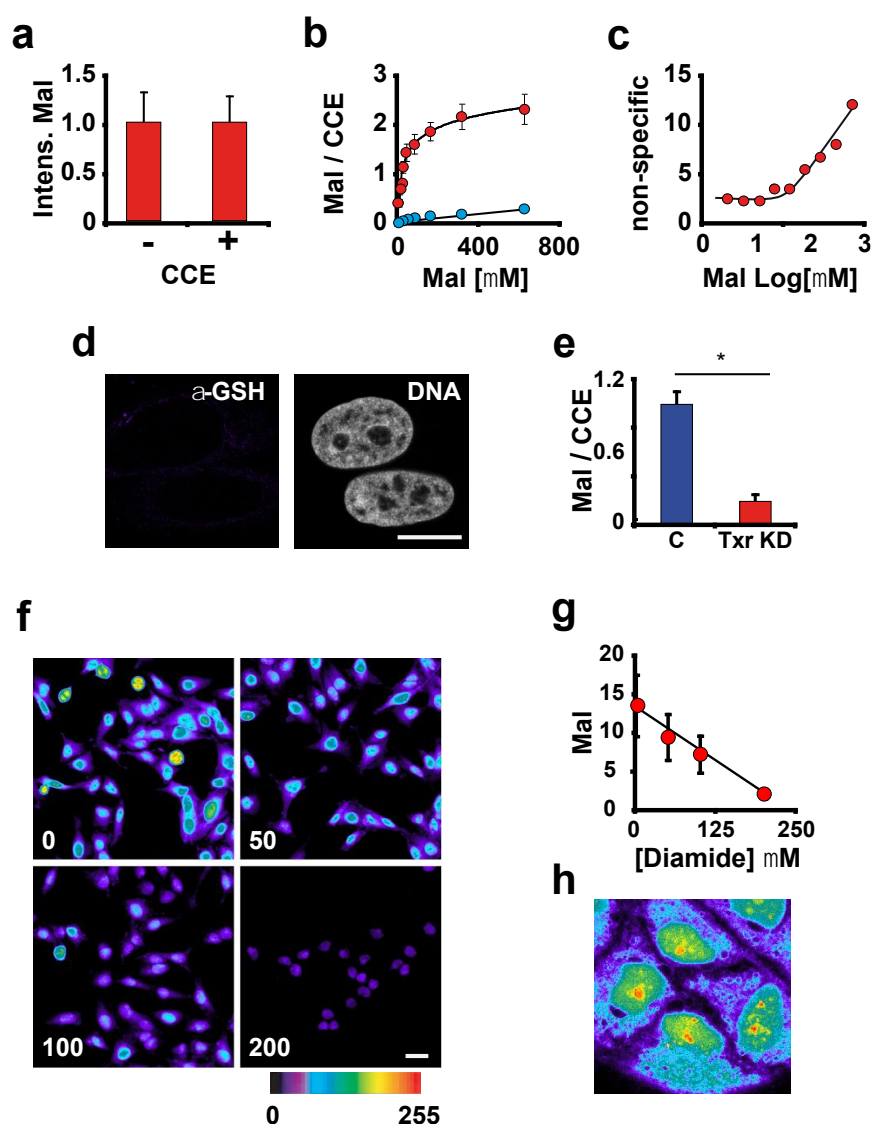 a
Intens. Mal
1.5
1.0
0.5
0
- +
CCE
b
Mal / CCE
3
2
1
0
0 400 800
Mal [mM]
c
non-specific
15
10
5
0
0 1 2 3
Mal Log[mM]
d
a-GSH
DNA
e
Mal / CCE
*
1.2
0.6
0
C Txr KD
f
0
50
100
200
0 255
g
Mal
20
15
10
5
0
0 125 250
[Diamide] mM
h